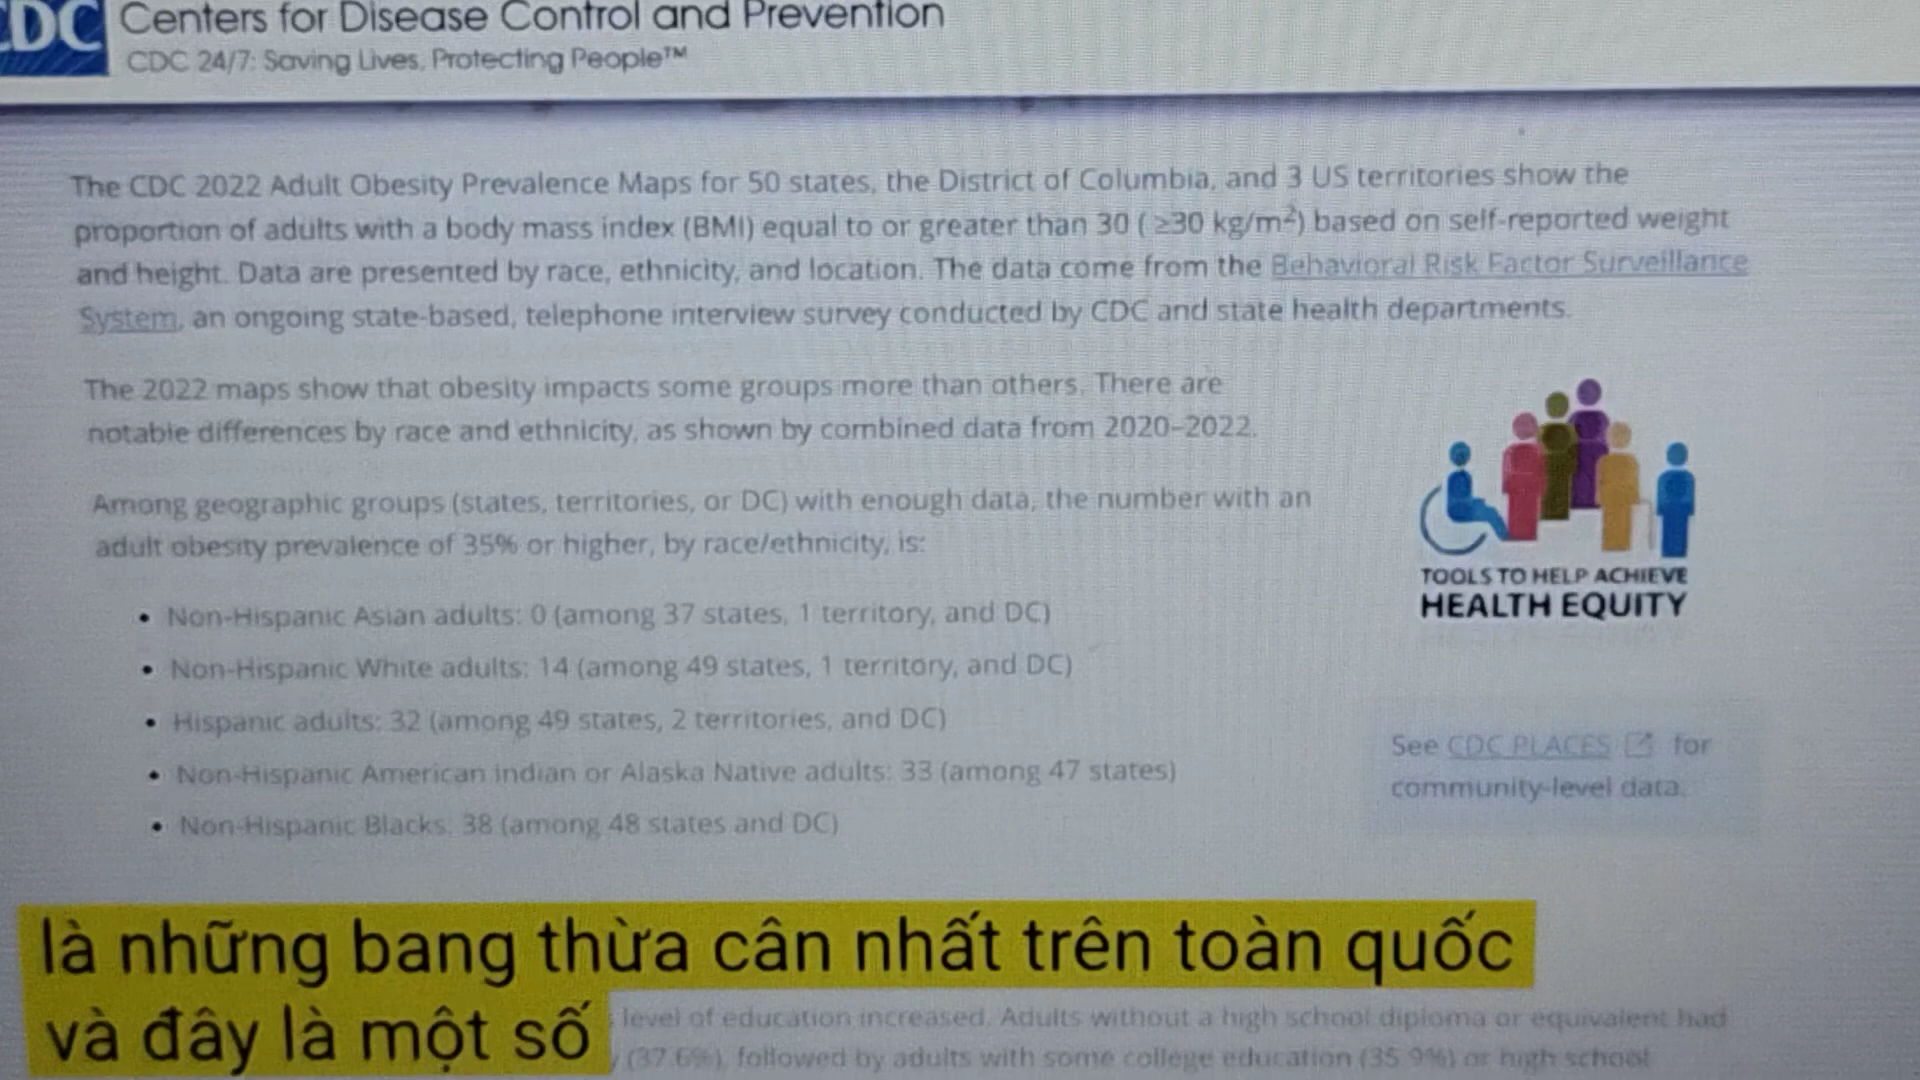 CDC
Centers for Disease Control and Prevention
CDC 24/7: Saving Lives, Protecting People™
The CDC 2022 Adult Obesity Prevalence Maps for 50 states, the District of Columbia, and 3 US territories show the
proportion of adults with a body mass index (BMI) equal to or greater than 30 ( ≥30 kg/m²) based on self-reported weight
and height. Data are presented by race, ethnicity, and location. The data come from the Behavioral Risk Factor Surveillance
System, an ongoing state-based, telephone interview survey conducted by CDC and state health departments.
The 2022 maps show that obesity impacts some groups more than others. There are
notable differences by race and ethnicity, as shown by combined data from 2020–2022.
Among geographic groups (states, territories, or DC) with enough data, the number with an
adult obesity prevalence of 35% or higher, by race/ethnicity, is:
• Non-Hispanic Asian adults: 0 (among 37 states, 1 territory, and DC)
• Non-Hispanic White adults: 14 (among 49 states, 1 territory, and DC)
• Hispanic adults: 32 (among 49 states, 2 territories, and DC)
• Non-Hispanic American Indian or Alaska Native adults: 33 (among 47 states)
• Non-Hispanic Blacks: 38 (among 48 states and DC)
TOOLS TO HELP ACHIEVE
HEALTH EQUITY
See CDC PLACES for
community-level data.
là những bang thừa cân nhất trên toàn quốc
và đây là một số
level of education increased. Adults without a high school diploma or equivalent had
(37.6%), followed by adults with some college education (35.9%) or high school